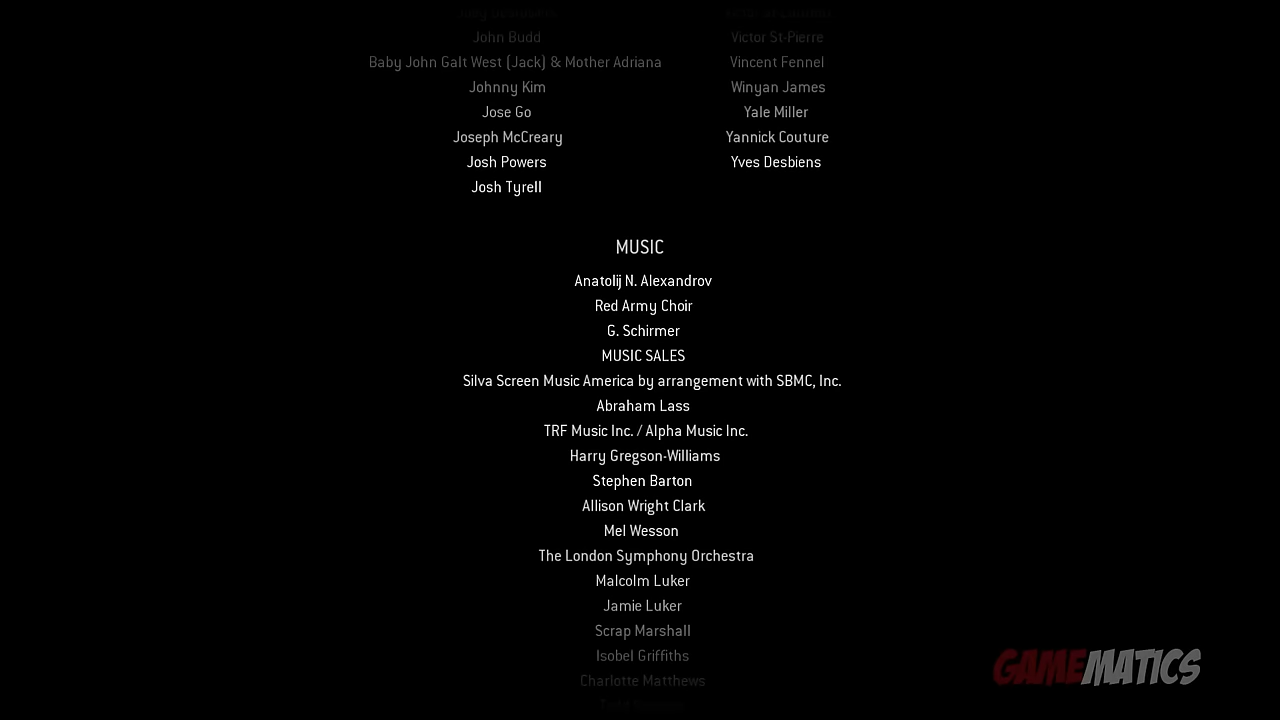 John Budd
Baby John Galt West (Jack) & Mother Adriana
Johnny Kim
Jose Go
Joseph McCreary
Josh Powers
Josh Tyrell
Victor St-Pierre
Vincent Fennel
Winyan James
Yale Miller
Yannick Couture
Yves Desbiens
MUSIC
Anatolij N. Alexandrov
Red Army Choir
G. Schirmer
MUSIC SALES
Silva Screen Music America by arrangement with SBMC, Inc.
Abraham Lass
TRF Music Inc. / Alpha Music Inc.
Harry Gregson-Williams
Stephen Barton
Allison Wright Clark
Mel Wesson
The London Symphony Orchestra
Malcolm Luker
Jamie Luker
Scrap Marshall
Isobel Griffiths
Charlotte Matthews
GAMEMATICS